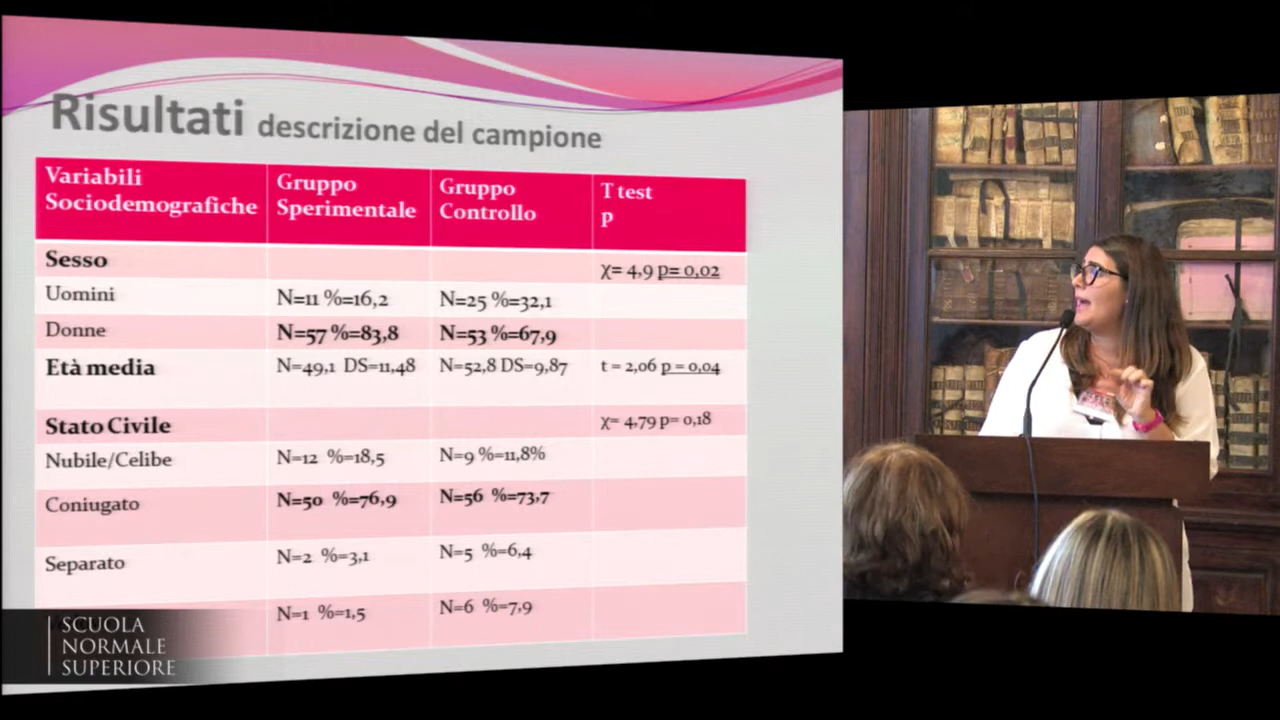 Risultati descrizione del campione
Variabili Sociodemografiche
Gruppo Sperimentale
Gruppo Controllo
T test p
Sesso
χ= 4,9 p= 0,02
Uomini
N=11 %=16,2
N=25 %=32,1
Donne
N=57 %=83,8
N=53 %=67,9
Età media
N=49,1 DS=11,48
N=52,8 DS=9,87
t = 2,06 p = 0,04
Stato Civile
χ= 4,79 p= 0,18
Nubile/Celibe
N=12 %=18,5
N=9 %=11,8%
Coniugato
N=50 %=76,9
N=56 %=73,7
Separato
N=2 %=3,1
N=5 %=6,4
N=1 %=1,5
N=6 %=7,9
SCUOLA
NORMALE
SUPERIORE